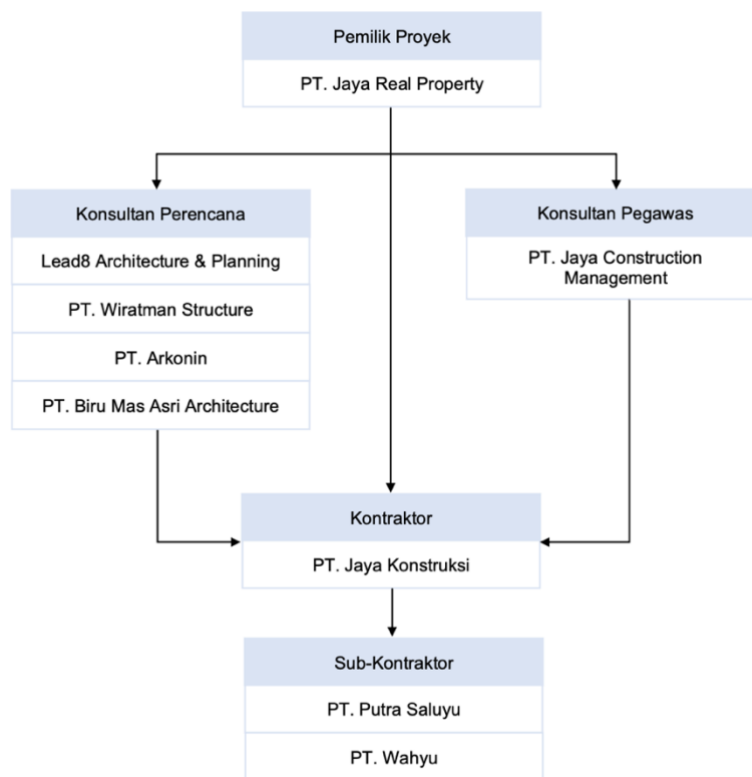 Pemilik Proyek
PT. Jaya Real Property
Konsultan Perencana
Lead8 Architecture & Planning
PT. Wiratman Structure
PT. Arkonin
PT. Biru Mas Asri Architecture
Konsultan Pegawas
PT. Jaya Construction
Management
Kontraktor
PT. Jaya Konstruksi
Sub-Kontraktor
PT. Putra Saluyu
PT. Wahyu